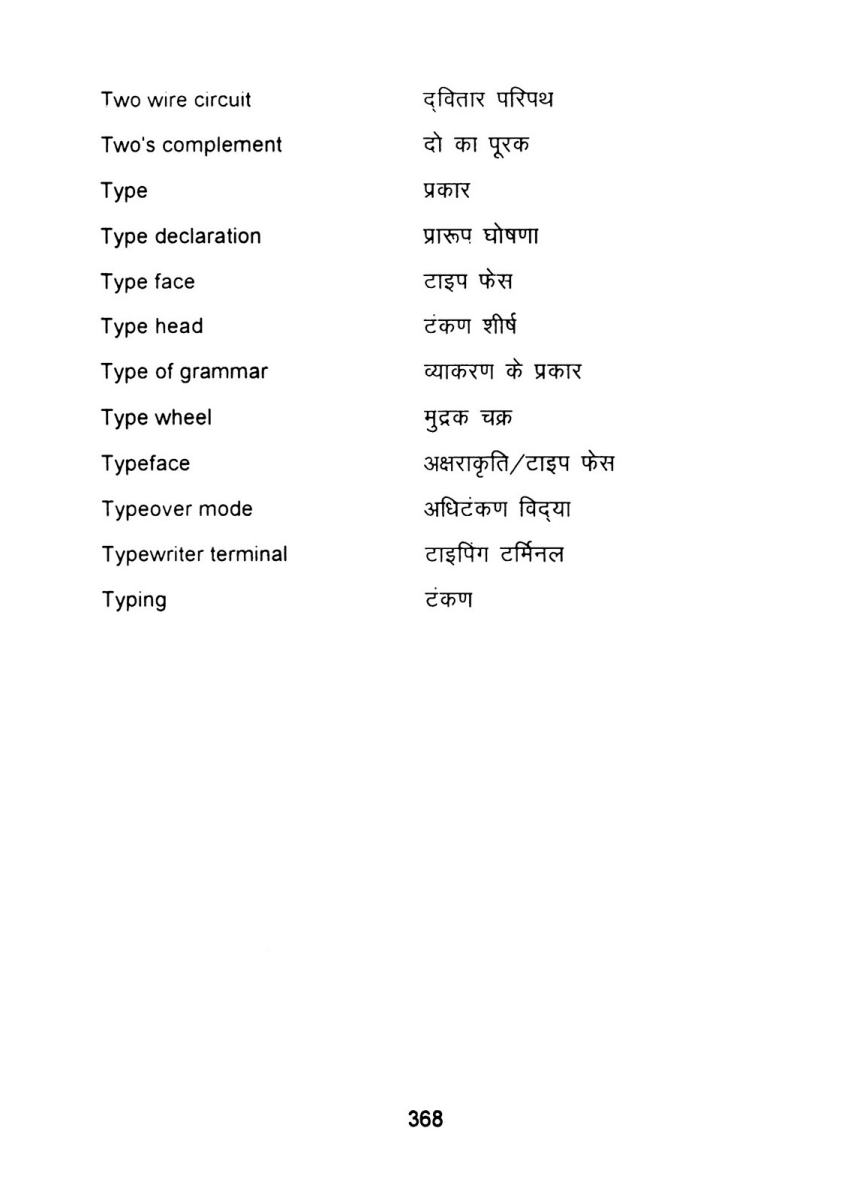 Two wire circuit द्‌वितार परिपथ
Two's complement दो का पूरक
Type प्रकार
Type declaration प्रारूप घोषणा
Type face टाइप फेस
Type head टंकण शीर्ष
Type of grammar व्याकरण के प्रकार
Type wheel मुद्रक चक्र
Typeface अक्षराकृति/टाइप फेस
Typeover mode अधिटंकण विद्‌या
Typewriter terminal टाइपिंग टर्मिनल
Typing टंकण
368